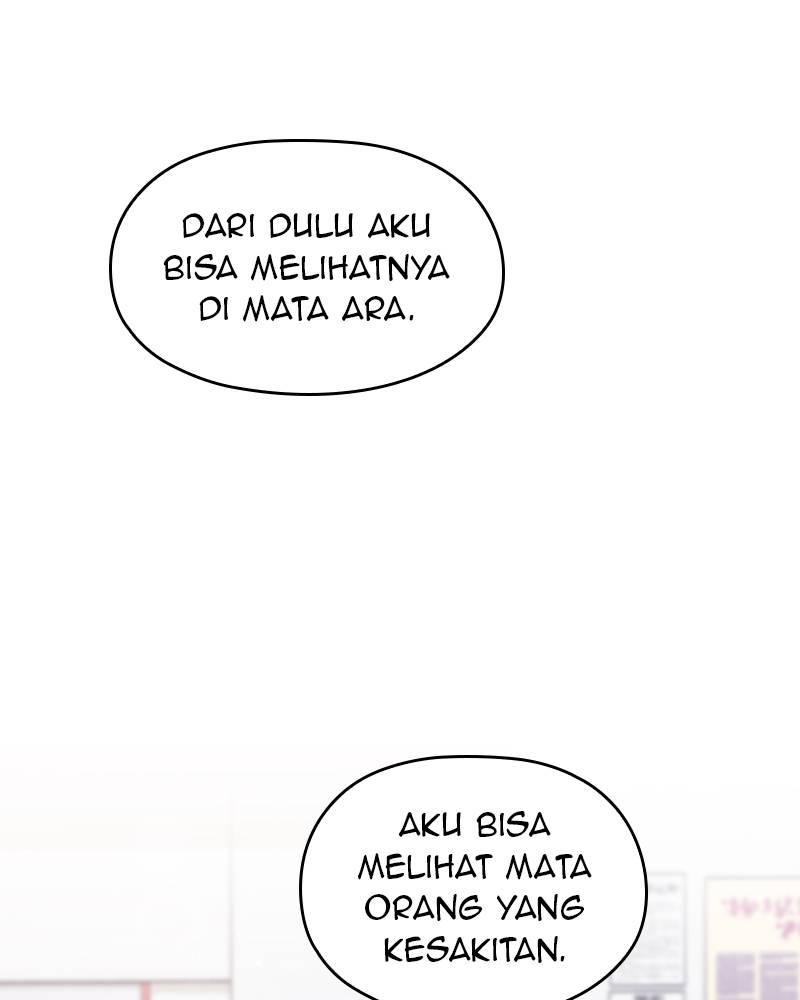 DARI DULU AKU
BISA MELIHATNYA
DI MATA ARA.
AKU BISA
MELIHAT MATA
ORANG YANG
KESAKITAN.